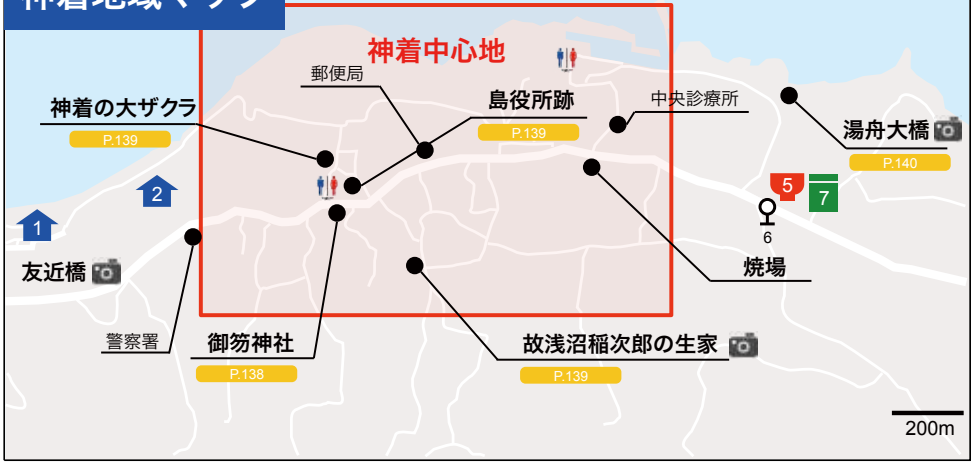 神着地域マップ
神着中心地
郵便局
神着の大ザクラ
P.139
島役所跡
P.139
中央診療所
湯舟大橋
P.140
5
7
2
1
6
友近橋
焼場
警察署
御笏神社
P.138
故浅沼稲次郎の生家
P.139
200m